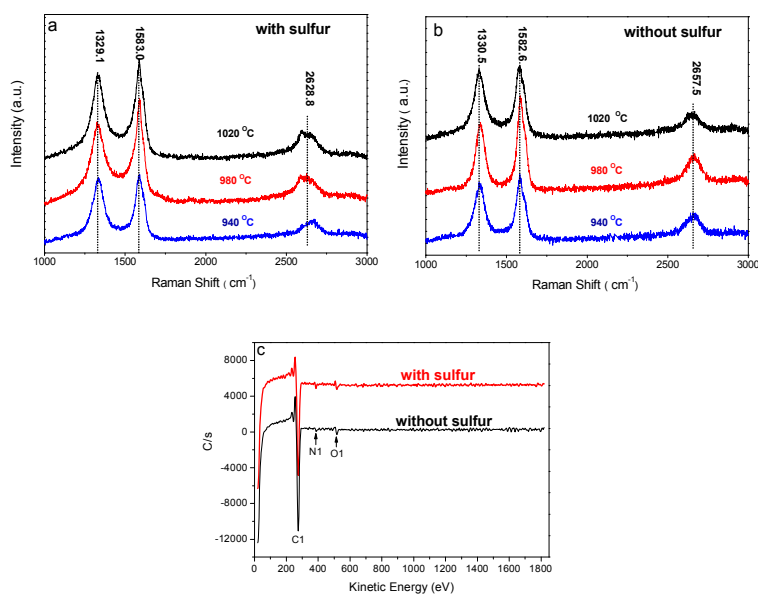 a
with sulfur
1329.1
1583.0
2628.8
1020 °C
980 °C
940 °C
Intensity (a.u.)
1000 1500 2000 2500 3000
Raman Shift ( cm-1)
b
without sulfur
1330.5
1582.6
2657.5
1020 °C
980 °C
940 °C
Intensity ( a.u.)
1000 1500 2000 2500 3000
Raman Shift ( cm-1)
c
with sulfur
without sulfur
N1
O1
C1
8000
4000
0
-4000
-8000
-12000
C/s
0 200 400 600 800 1000 1200 1400 1600 1800
Kinetic Energy (eV)